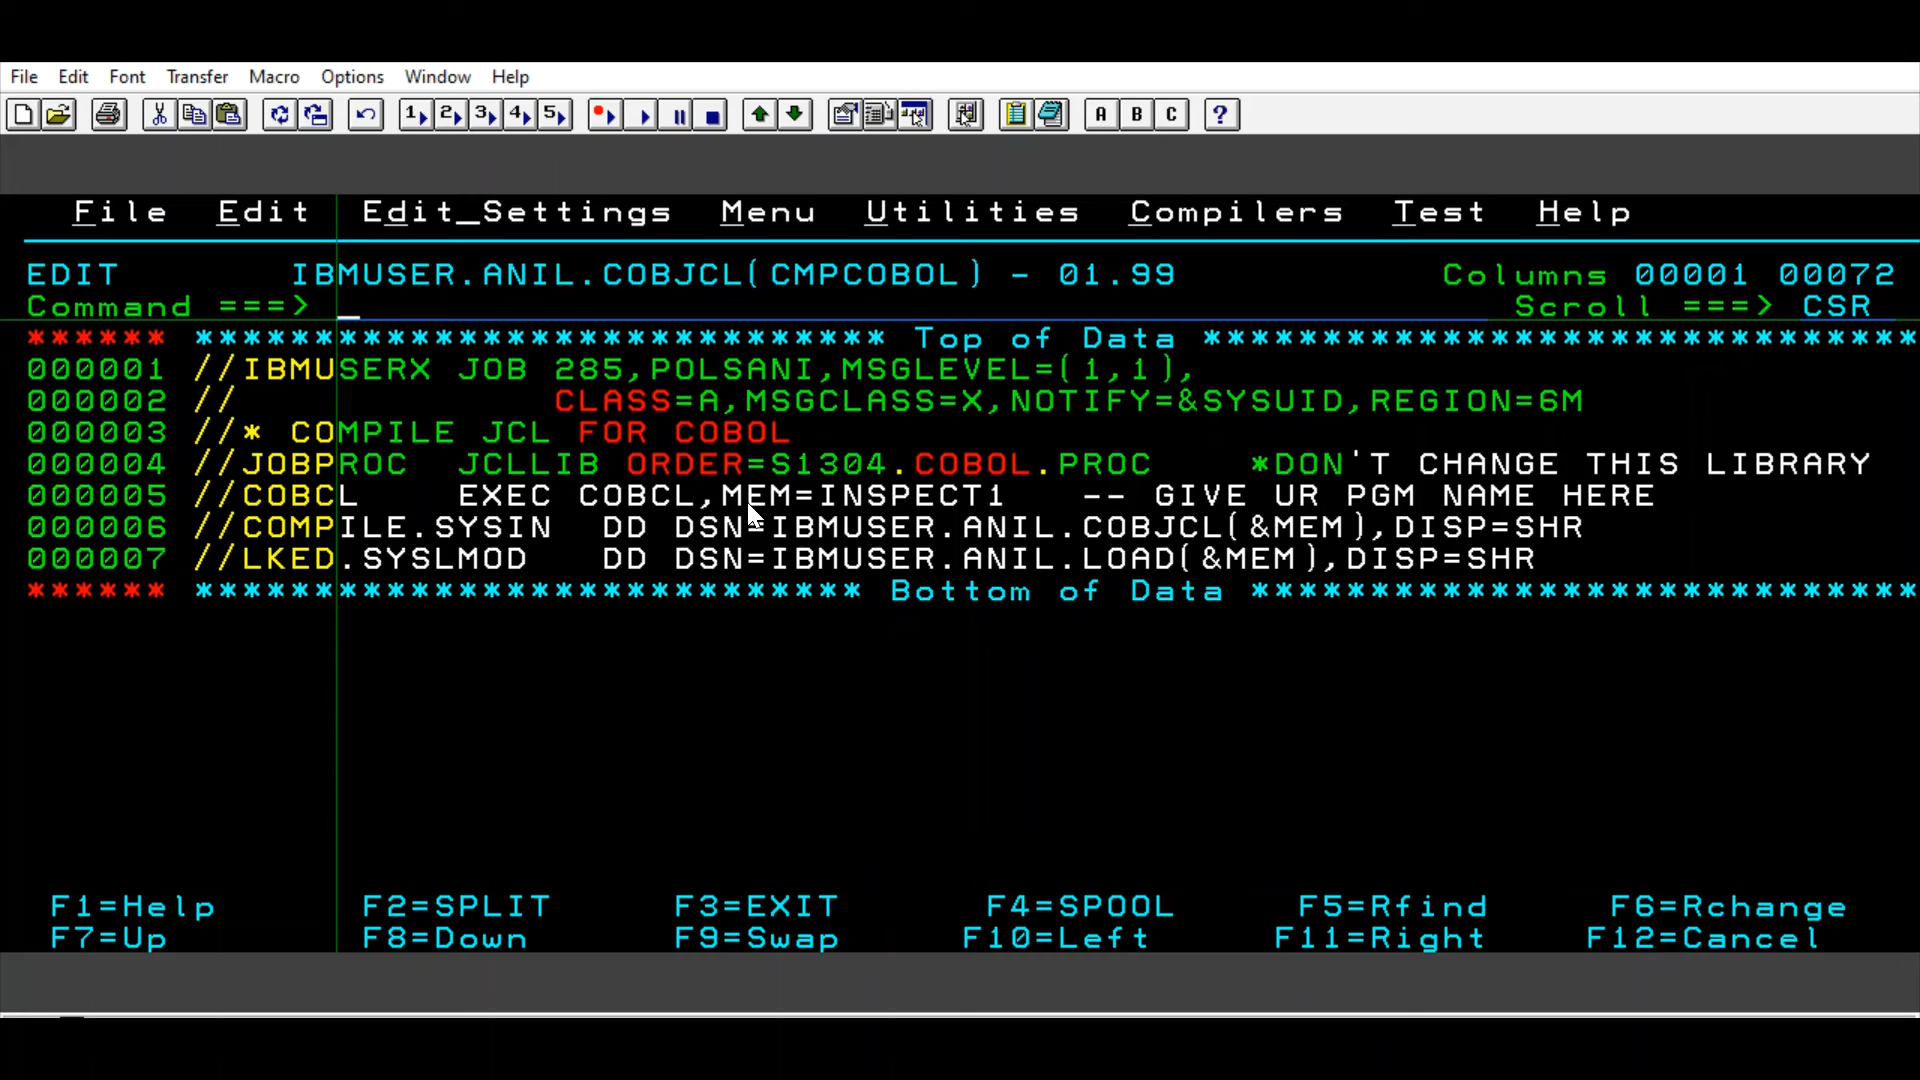 File Edit Font Transfer Macro Options Window Help
1 2 3 4 5 A B C ?
File Edit Edit_Settings Menu Utilities Compilers Test Help
EDIT IBMUSER.ANIL.COBJCL(CMPCOBOL) - 01.99 Columns 00001 00072
Command ===> Scroll ===> CSR
****** ***************************** Top of Data ******************************
000001 //IBMUSERX JOB 285,POLSANI,MSGLEVEL=(1,1),
000002 // CLASS=A,MSGCLASS=X,NOTIFY=&SYSUID,REGION=6M
000003 //* COMPILE JCL FOR COBOL
000004 //JOBPROC JCLLIB ORDER=S1304.COBOL.PROC *DON'T CHANGE THIS LIBRARY
000005 //COBCL EXEC COBCL,MEM=INSPECT1 -- GIVE UR PGM NAME HERE
000006 //COMPILE.SYSIN DD DSN=IBMUSER.ANIL.COBJCL(&MEM),DISP=SHR
000007 //LKED.SYSLMOD DD DSN=IBMUSER.ANIL.LOAD(&MEM),DISP=SHR
****** **************************** Bottom of Data ****************************
F1=Help F2=SPLIT F3=EXIT F4=SPOOL F5=Rfind F6=Rchange
F7=Up F8=Down F9=Swap F10=Left F11=Right F12=Cancel